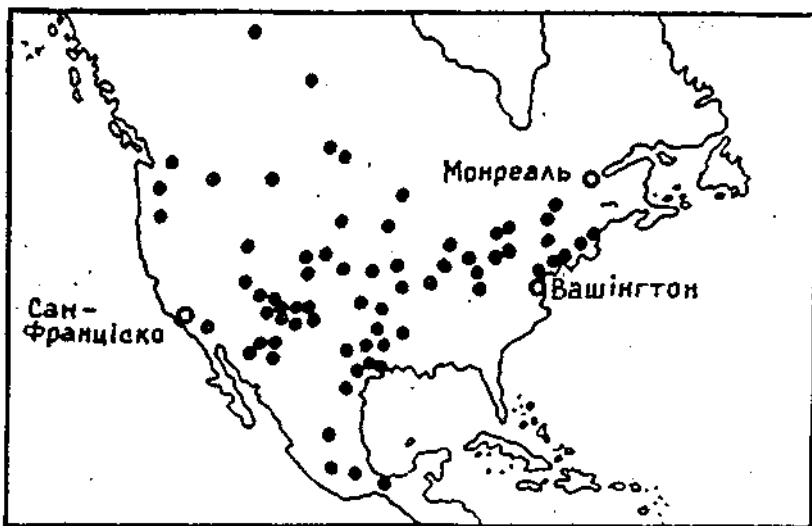 Монреаль
Вашінгтон
Сан-
Франціско